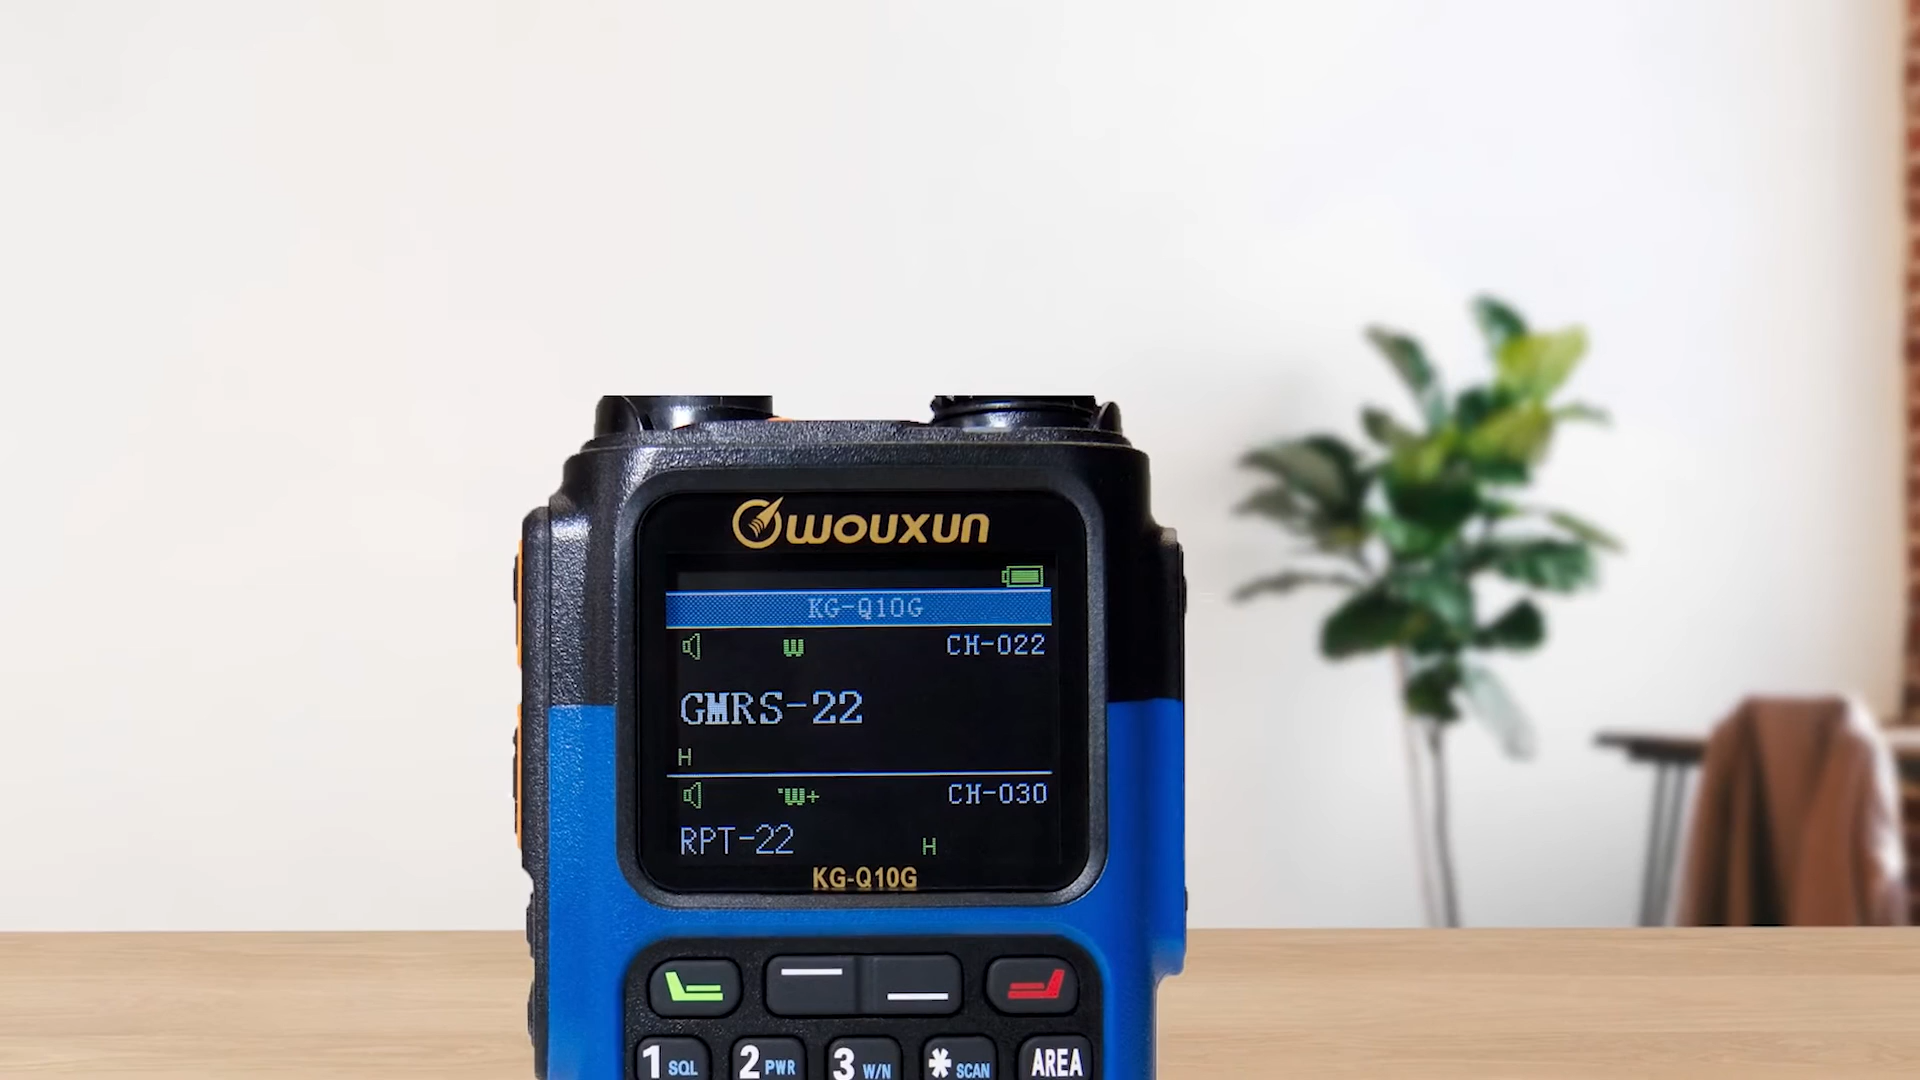 WOUXUN
KG-Q10G
W CH-022
GMRS-22
H
W+ CH-030
RPT-22 H
KG-Q10G
1 SQL 2 PWR 3 W/N * SCAN AREA